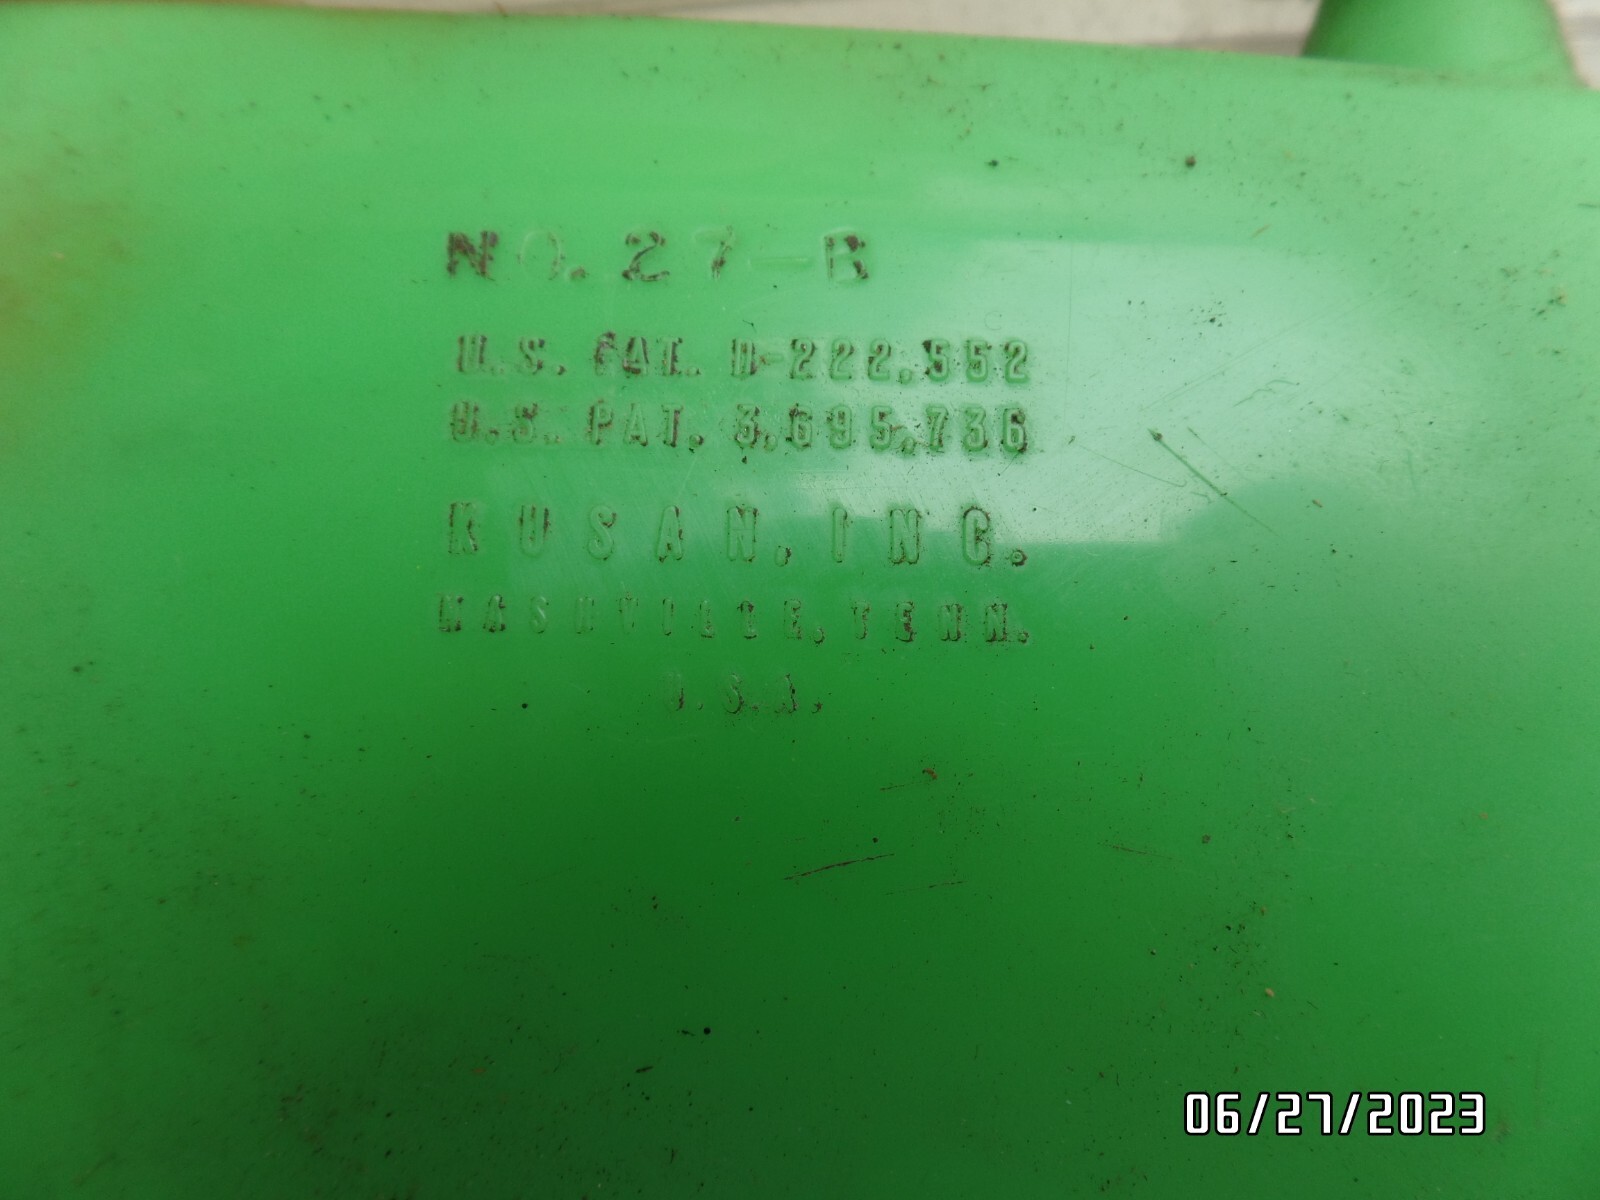 NO. 27-B
U.S. PAT. D-222,552
U.S. PAT. 3,695,736
KUSAN, INC.
NASHVILLE, TENN.
U.S.A.
06/27/2023